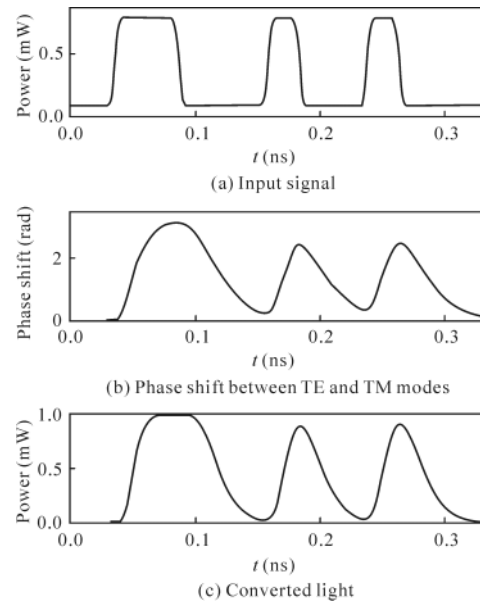 Power (mW)
0.5
0.0
0.0 0.1 0.2 0.3
t (ns)
(a) Input signal
Phase shift (rad)
2
0
0.0 0.1 0.2 0.3
t (ns)
(b) Phase shift between TE and TM modes
Power (mW)
1.0
0.5
0.0
0.0 0.1 0.2 0.3
t (ns)
(c) Converted light